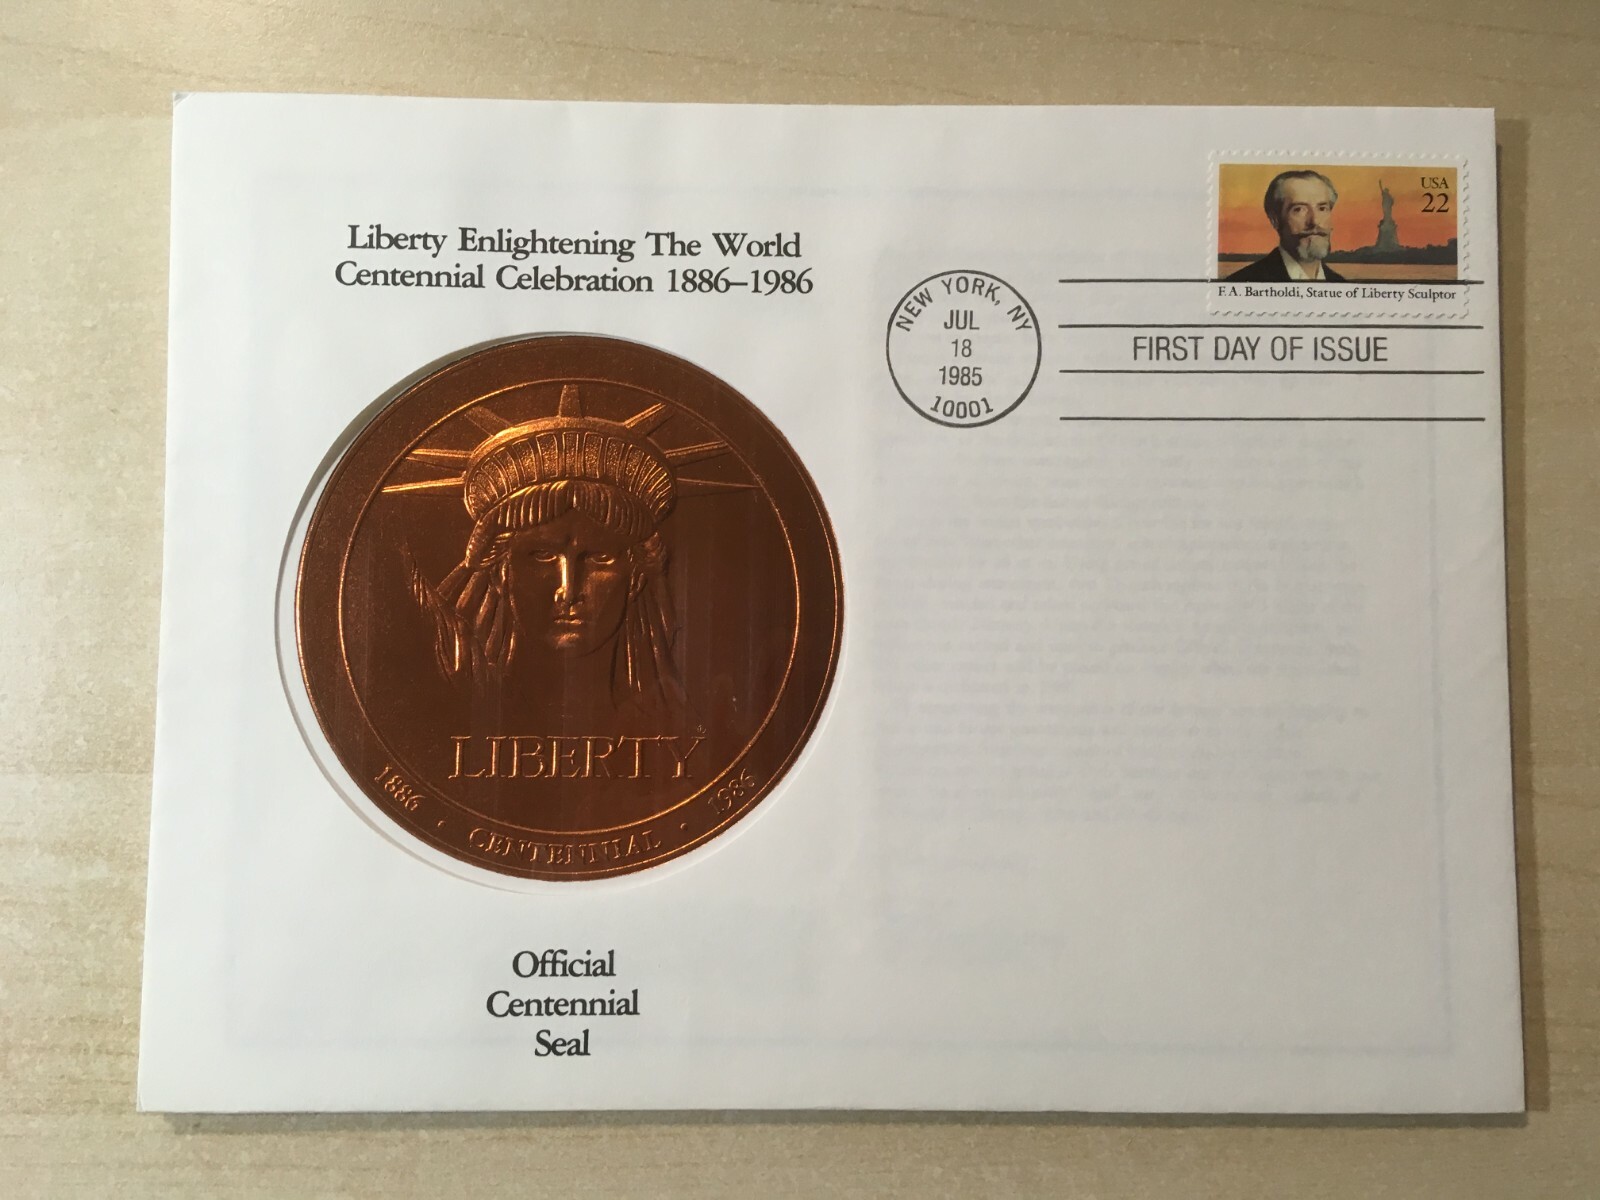 Liberty Enlightening The World
Centennial Celebration 1886–1986
USA
22
F.A. Bartholdi, Statue of Liberty Sculptor
NEW YORK, NY
JUL
18
1985
10001
FIRST DAY OF ISSUE
LIBERTY®
1886 · CENTENNIAL · 1986
Official
Centennial
Seal